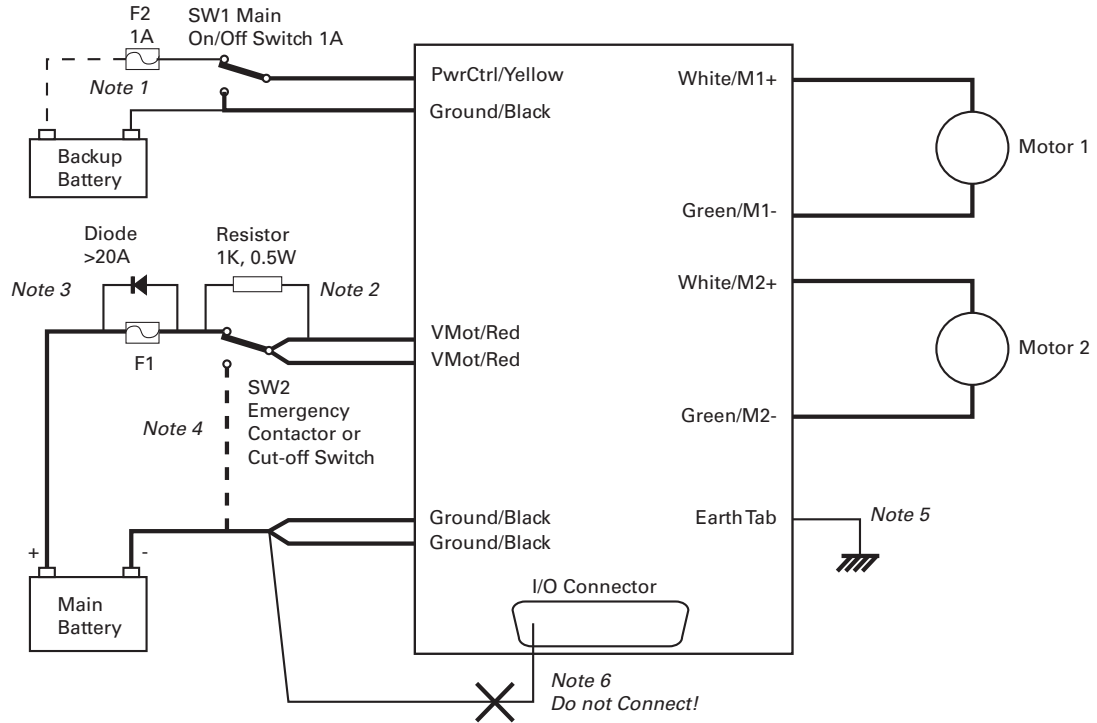 F2
1A
SW1 Main
On/Off Switch 1A
Note 1
Backup
Battery
PwrCtrl/Yellow
Ground/Black
White/M1+
Motor 1
Green/M1-
Diode
>20A
Resistor
1K, 0.5W
Note 3
Note 2
F1
VMot/Red
VMot/Red
White/M2+
Motor 2
Green/M2-
SW2
Emergency
Contactor or
Cut-off Switch
Note 4
Ground/Black
Ground/Black
Earth Tab
Note 5
+
-
Main
Battery
I/O Connector
Note 6
Do not Connect!